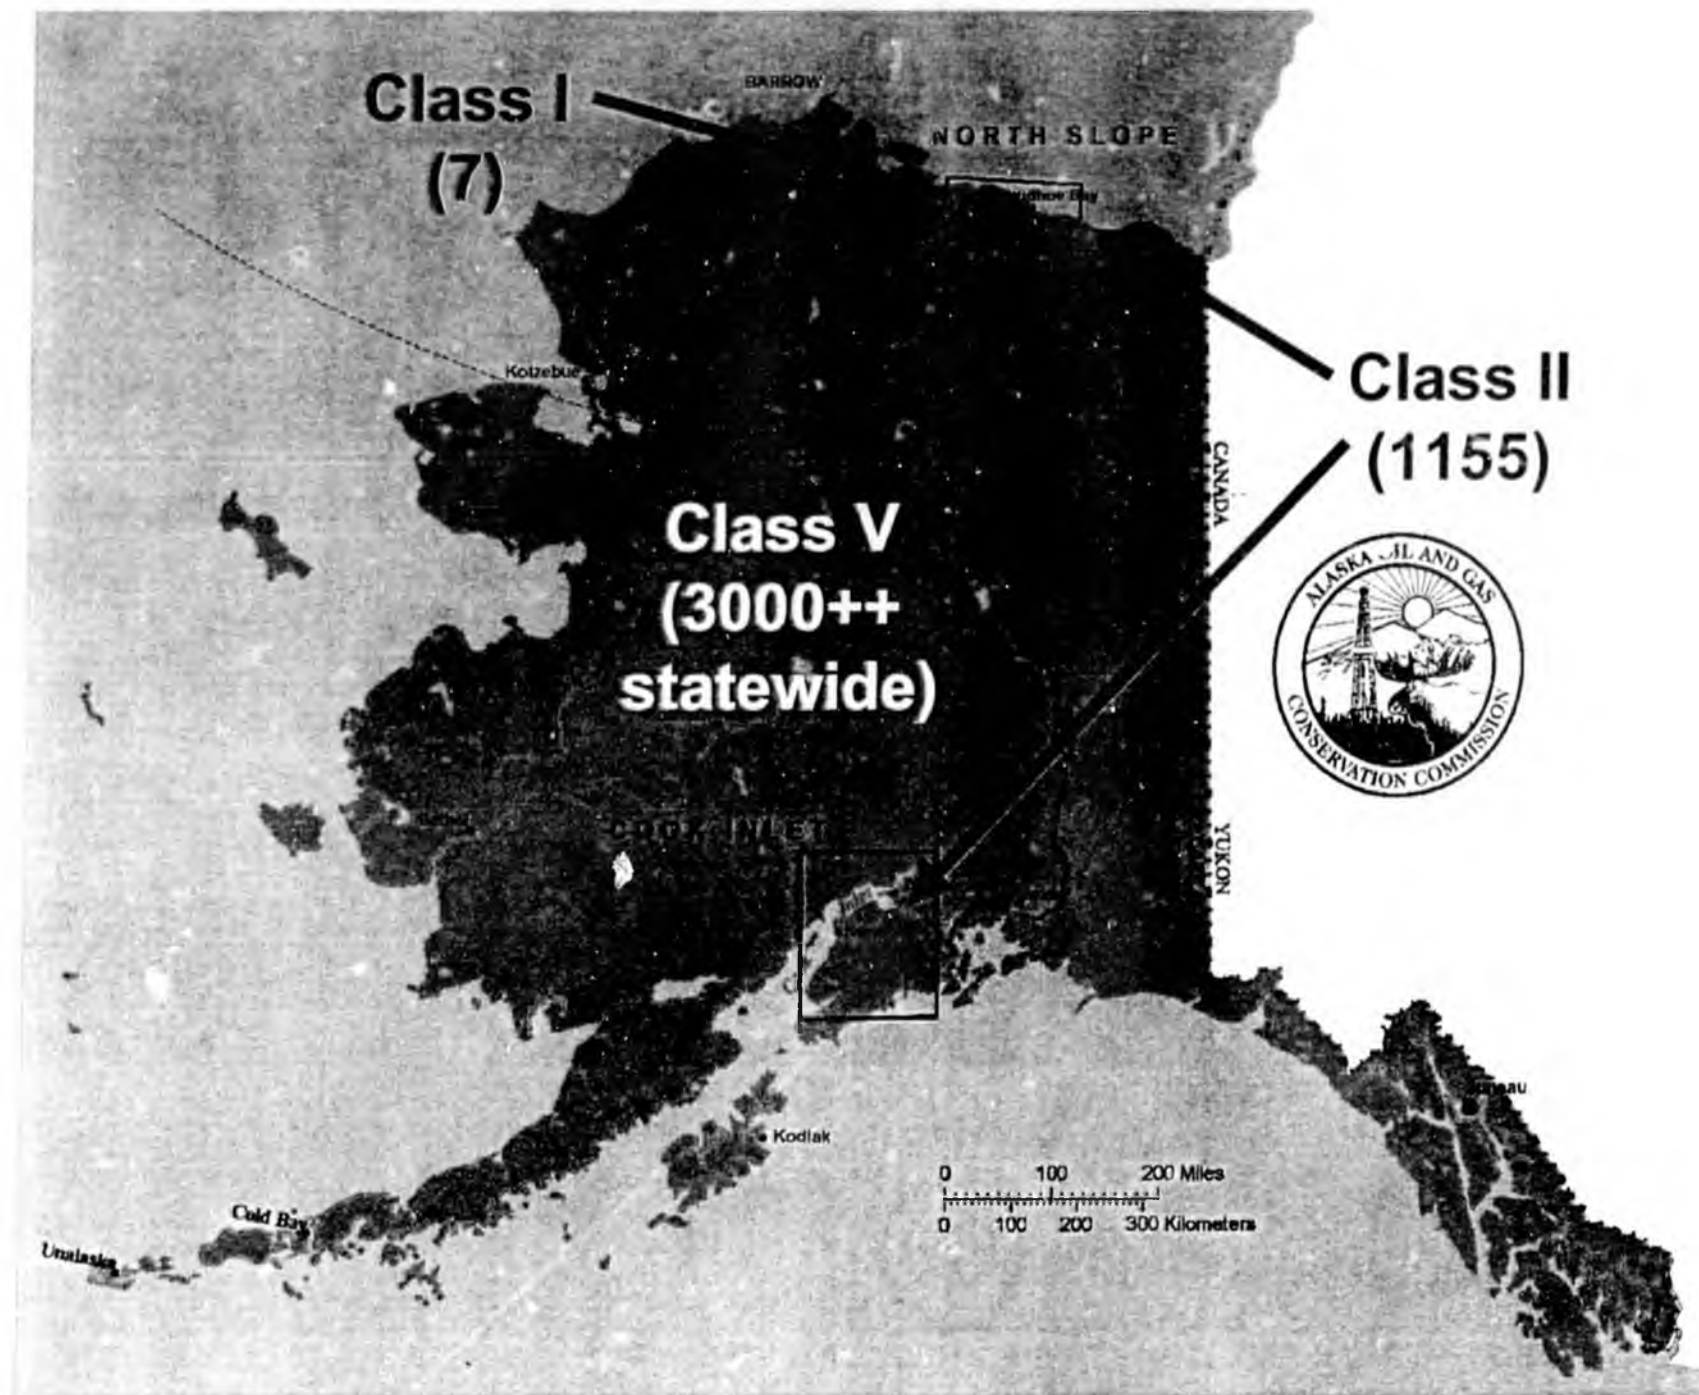 BARROW
Class I
(7)
NORTH SLOPE
Bay
Kotzebue
Class II
(1155)
CANADA
Class V
(3000++
statewide)
ALASKA OIL AND GAS
CONSERVATION COMMISSION
COOK INLET
YUKON
Kodiak
0 100 200 Miles
0 100 200 300 Kilometers
Cold Bay
Unalaska